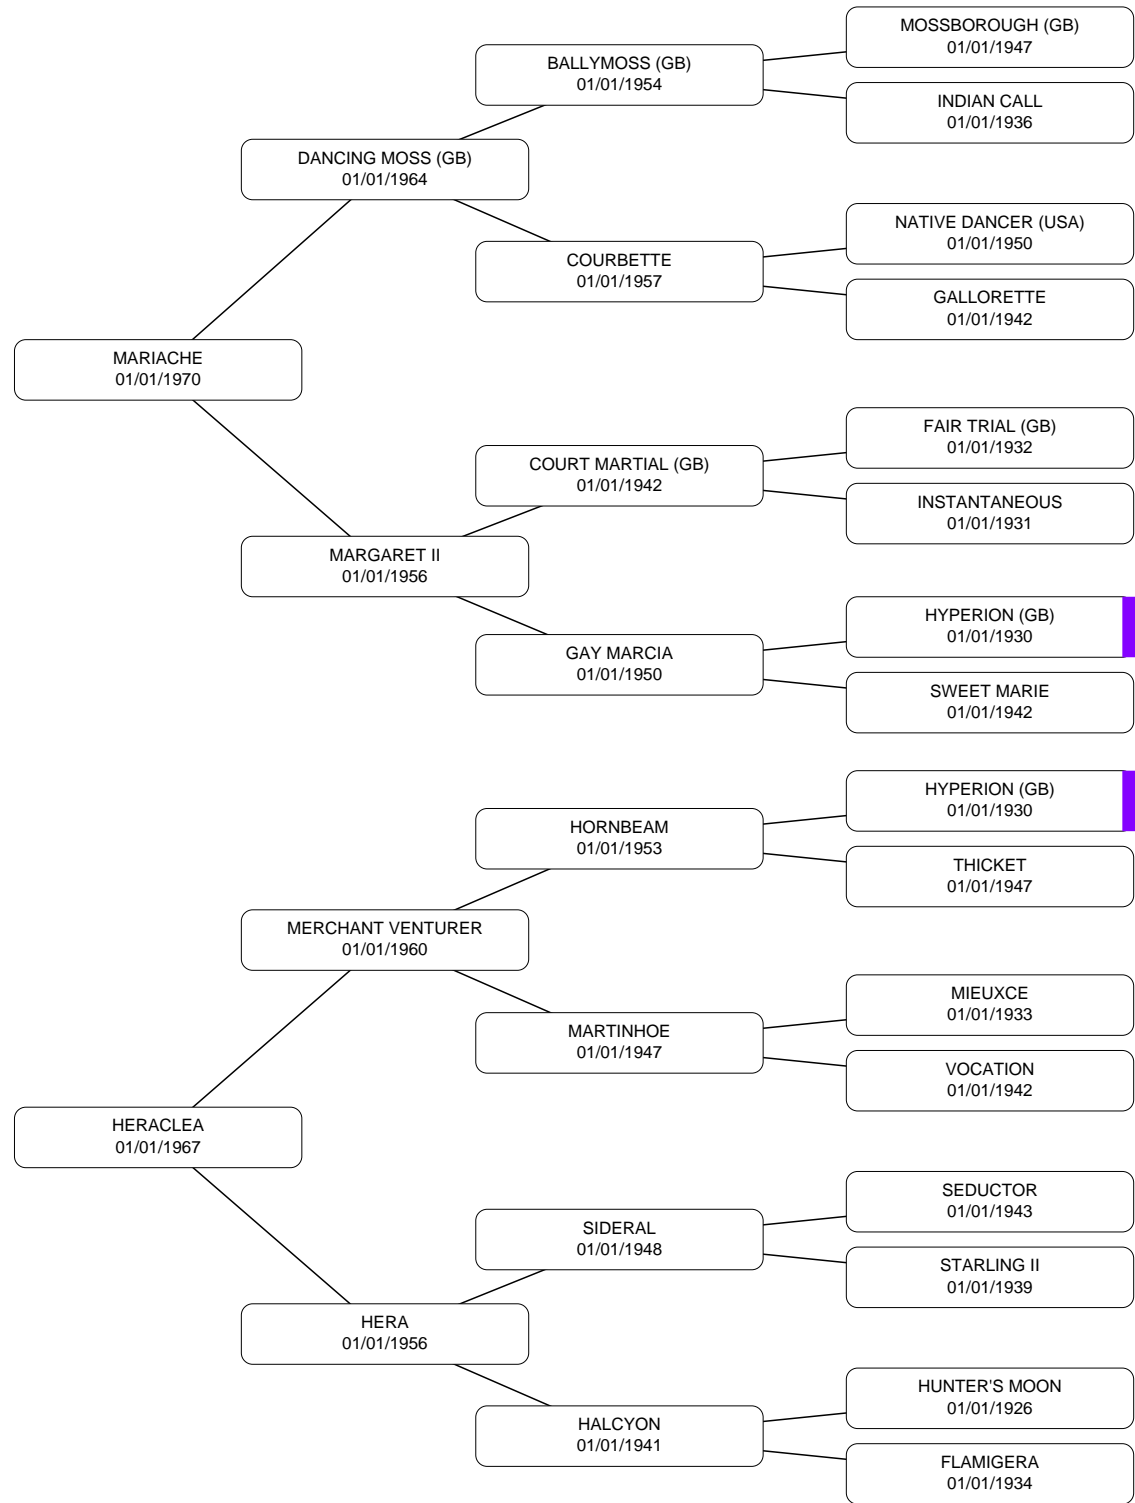 MOSSBOROUGH (GB)
01/01/1947
BALLYMOSS (GB)
01/01/1954
INDIAN CALL
01/01/1936
DANCING MOSS (GB)
01/01/1964
NATIVE DANCER (USA)
01/01/1950
COURBETTE
01/01/1957
GALLORETTE
01/01/1942
MARIACHE
01/01/1970
FAIR TRIAL (GB)
01/01/1932
COURT MARTIAL (GB)
01/01/1942
INSTANTANEOUS
01/01/1931
MARGARET II
01/01/1956
HYPERION (GB)
01/01/1930
GAY MARCIA
01/01/1950
SWEET MARIE
01/01/1942
HYPERION (GB)
01/01/1930
HORNBEAM
01/01/1953
THICKET
01/01/1947
MERCHANT VENTURER
01/01/1960
MIEUXCE
01/01/1933
MARTINHOE
01/01/1947
VOCATION
01/01/1942
HERACLEA
01/01/1967
SEDUCTOR
01/01/1943
SIDERAL
01/01/1948
STARLING II
01/01/1939
HERA
01/01/1956
HUNTER'S MOON
01/01/1926
HALCYON
01/01/1941
FLAMIGERA
01/01/1934